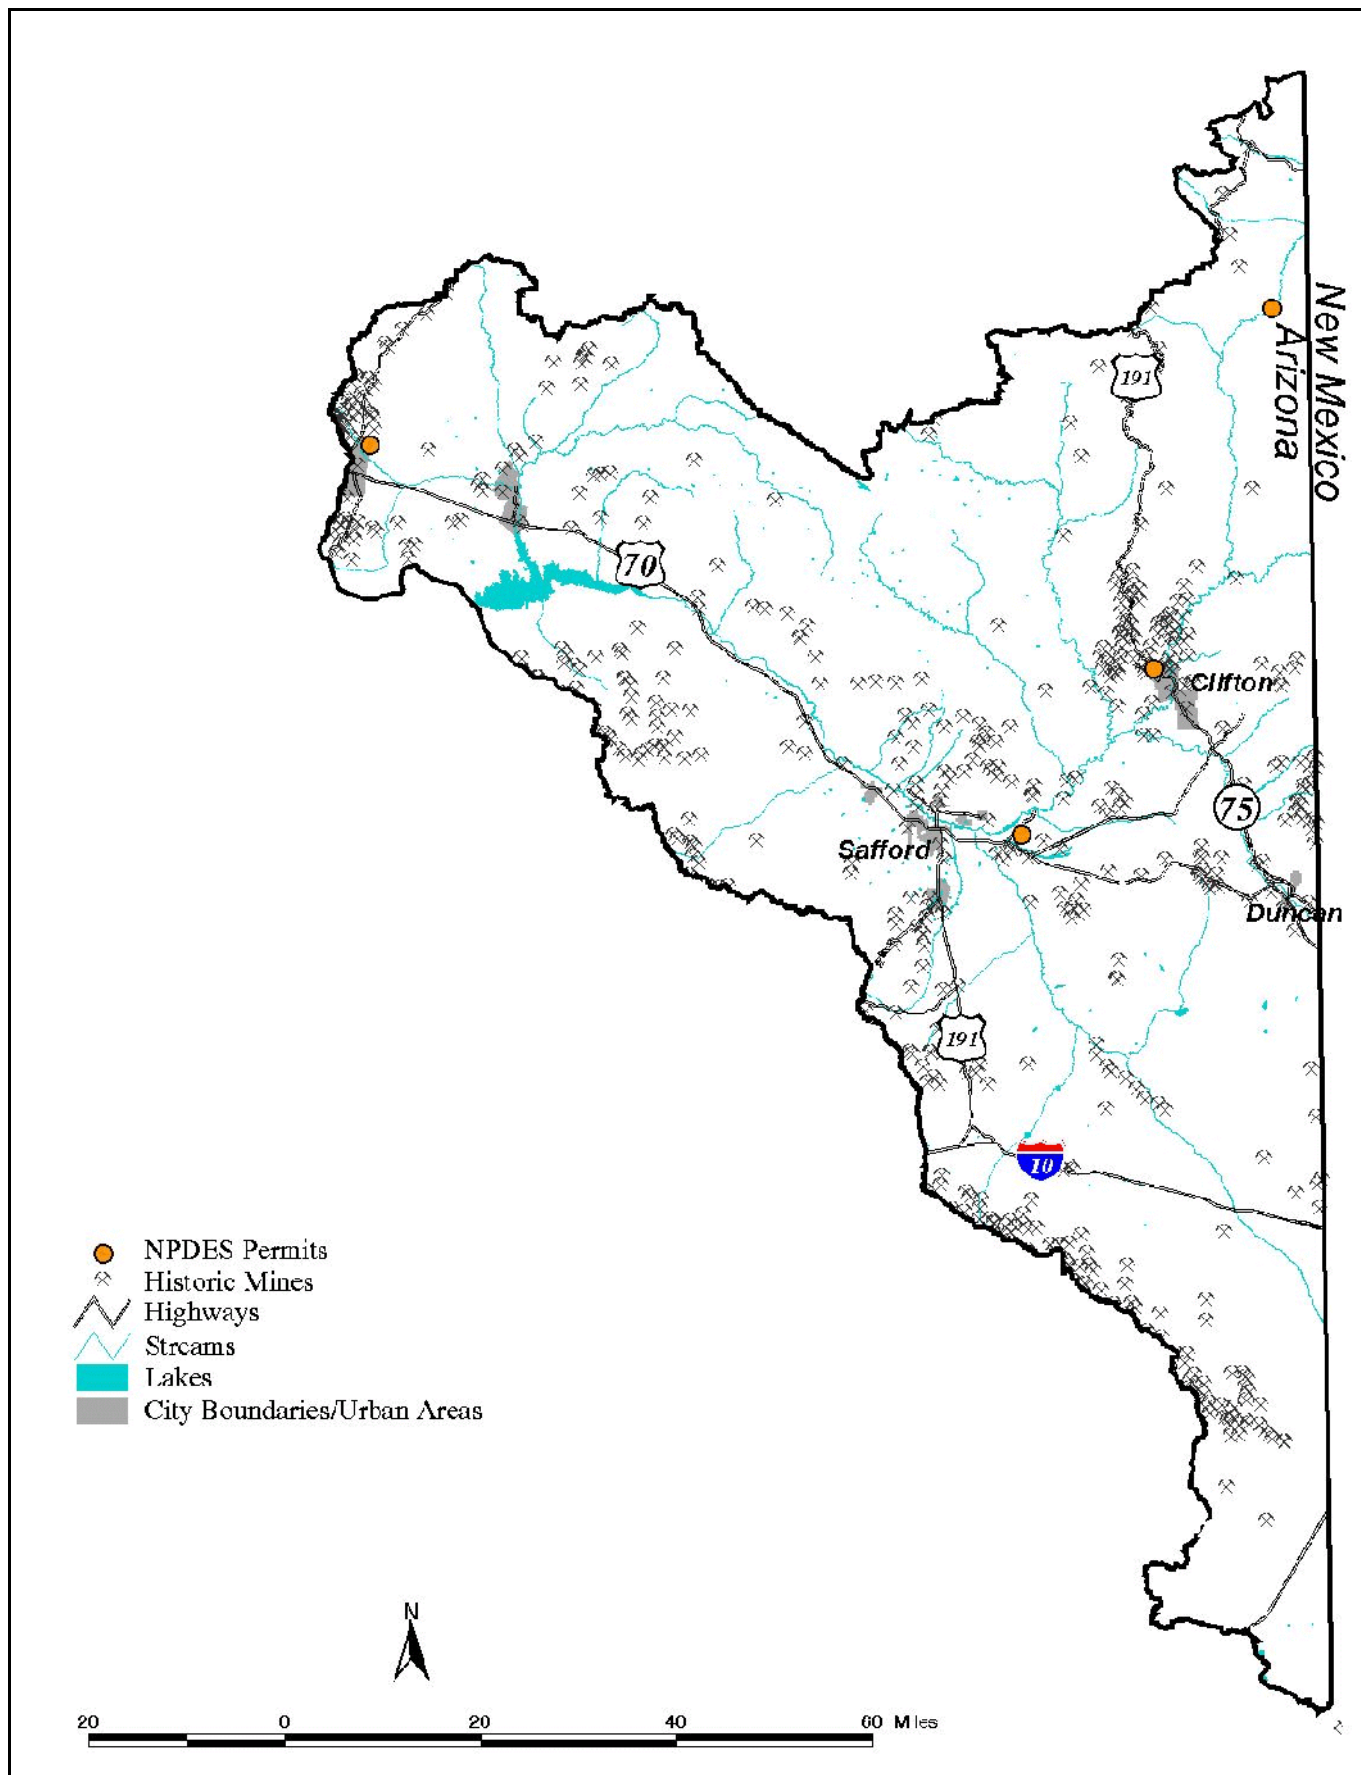 New Mexico
Arizona
191
70
Clifton
75
Safford
Duncan
191
10
NPDES Permits
Historic Mines
Highways
Streams
Lakes
City Boundaries/Urban Areas
N
20 0 20 40 60 Miles